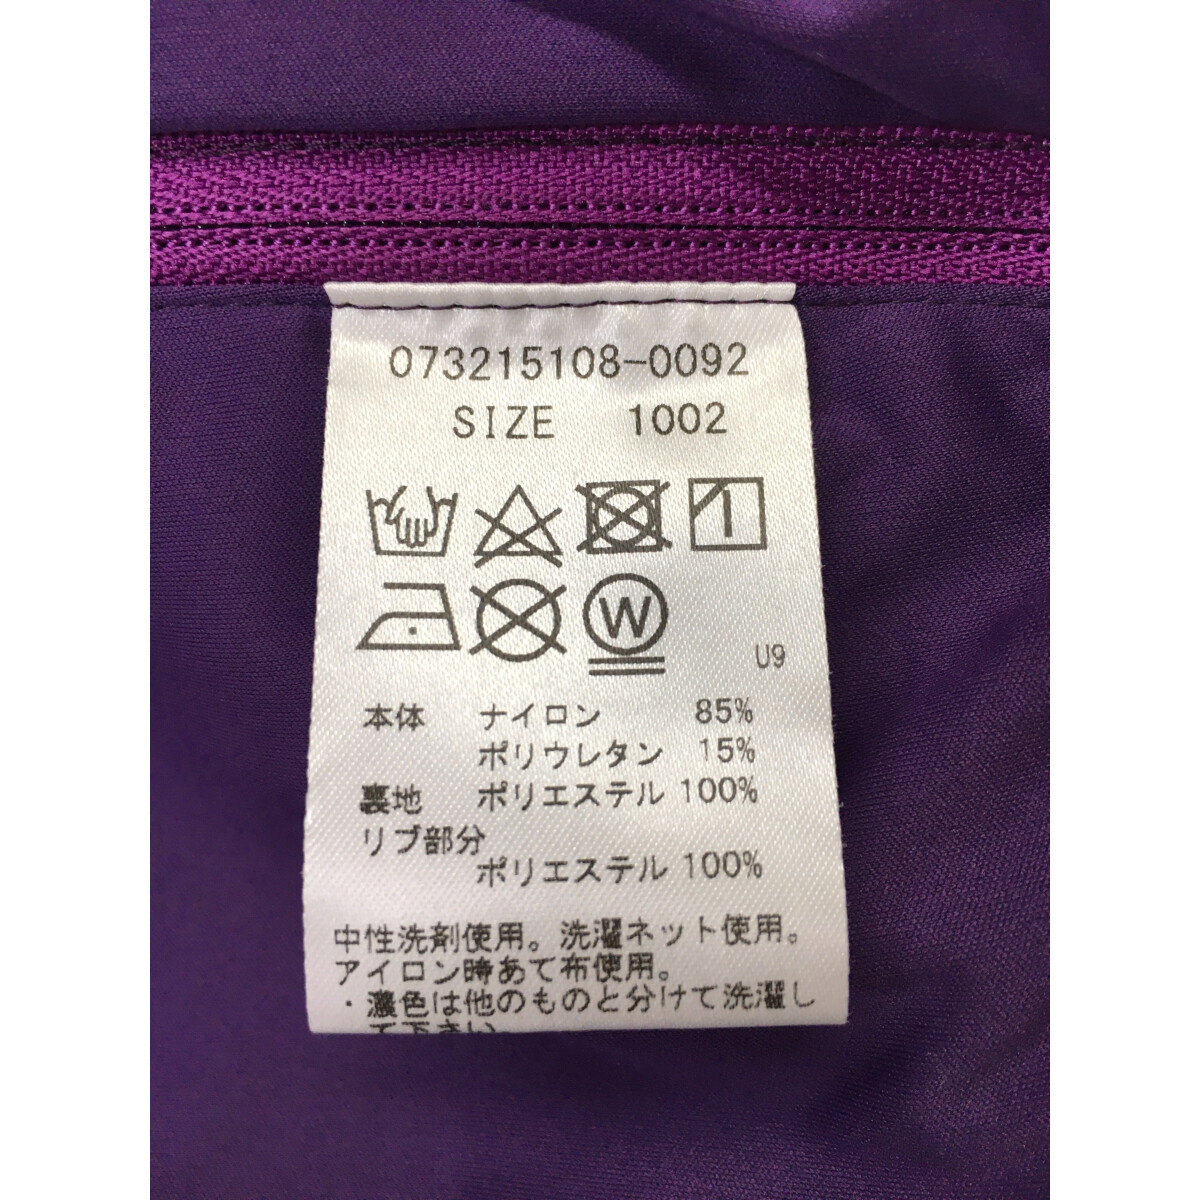 073215108-0092
SIZE 1002
W
U9
本体 ナイロン 85%
ポリウレタン 15%
裏地 ポリエステル 100%
リブ部分
ポリエステル 100%
中性洗剤使用。洗濯ネット使用。
アイロン時あて布使用。
・濃色は他のものと分けて洗濯し
て下さい